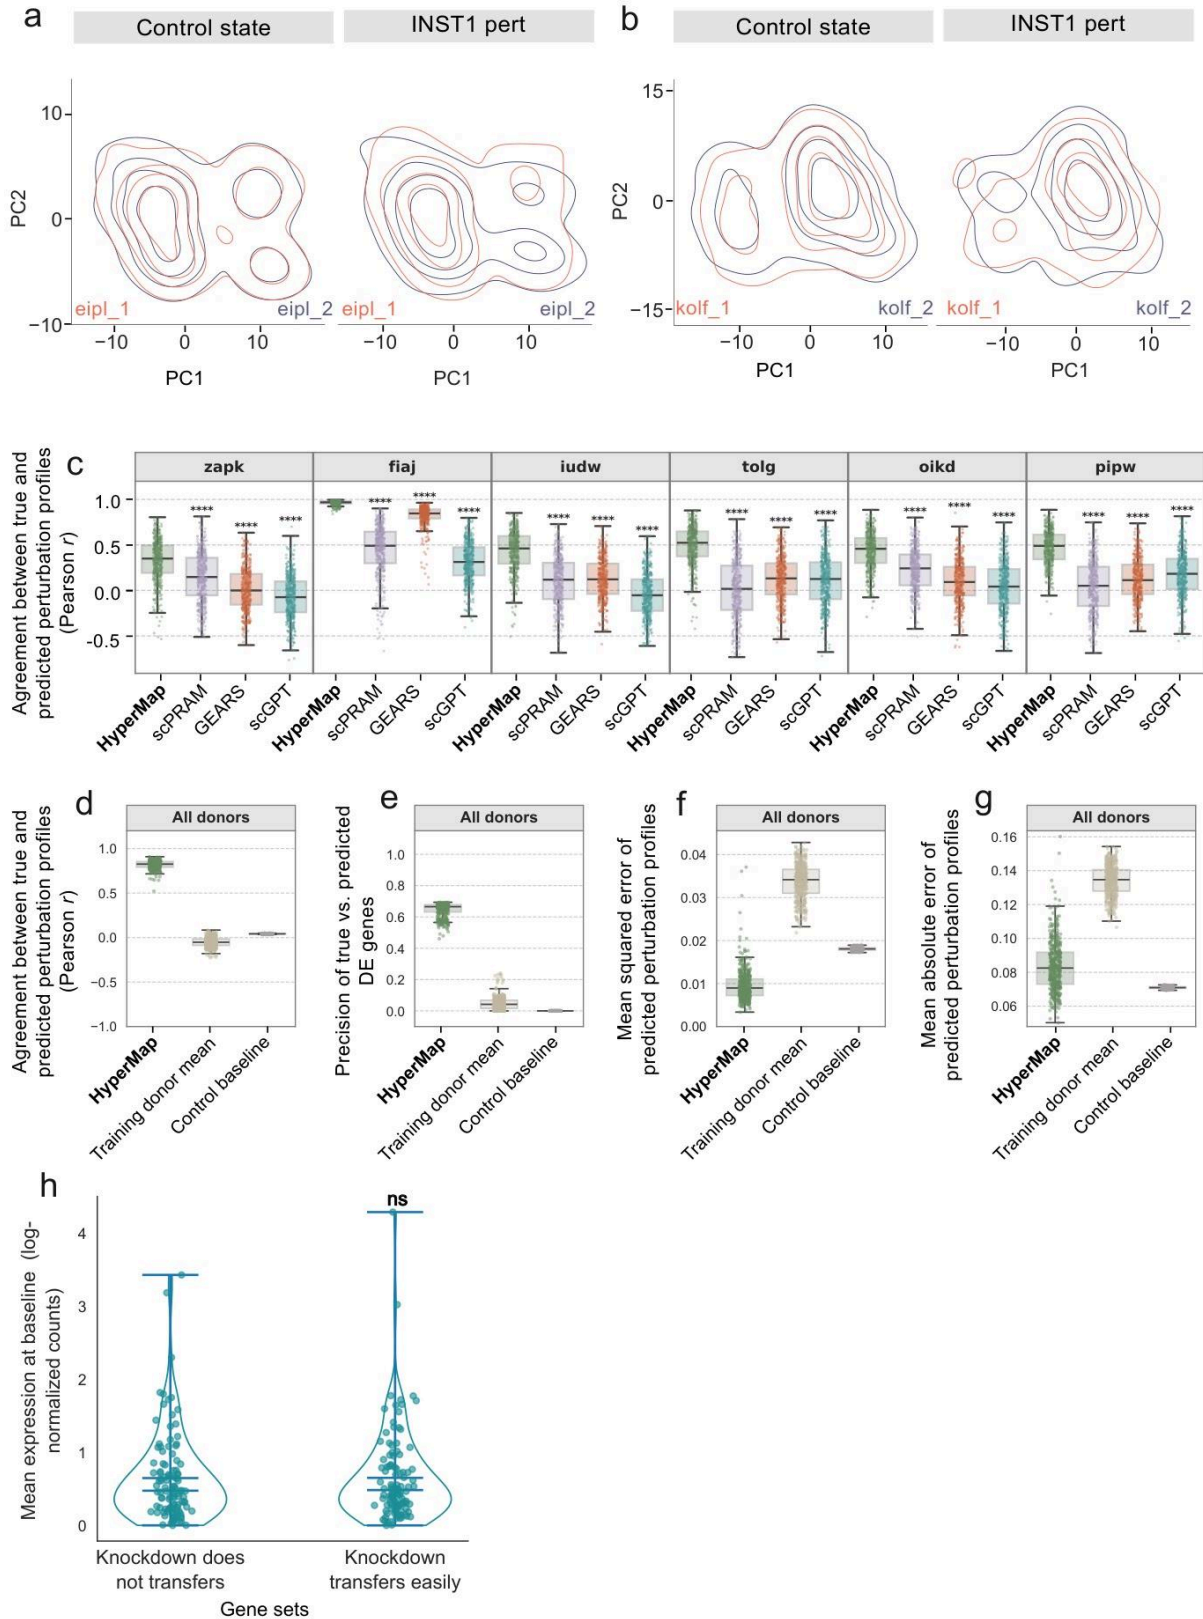 a
Control state
INST1 pert
b
Control state
INST1 pert
PC2
10
0
−10
eipl_1
eipl_2
eipl_1
eipl_2
−10
0
10
−10
0
10
PC1
PC1
PC2
15
0
−15
kolf_1
kolf_2
kolf_1
kolf_2
−10
0
10
−10
0
10
PC1
PC1
c
Agreement between true and
predicted perturbation profiles
(Pearson r)
zapk
fiaj
iudw
tolg
oikd
pipw
1.0
0.5
0.0
-0.5
**** **** ****
**** **** ****
**** **** ****
**** **** ****
**** **** ****
**** **** ****
HyperMap
scPRAM
GEARS
scGPT
HyperMap
scPRAM
GEARS
scGPT
HyperMap
scPRAM
GEARS
scGPT
HyperMap
scPRAM
GEARS
scGPT
HyperMap
scPRAM
GEARS
scGPT
HyperMap
scPRAM
GEARS
scGPT
d
Agreement between true and
predicted perturbation profiles
(Pearson r)
All donors
1.0
0.5
0.0
−0.5
−1.0
HyperMap
Training donor mean
Control baseline
e
Precision of true vs. predicted
DE genes
All donors
1.0
0.8
0.6
0.4
0.2
0.0
HyperMap
Training donor mean
Control baseline
f
Mean squared error of
predicted perturbation profiles
All donors
0.04
0.03
0.02
0.01
0.00
HyperMap
Training donor mean
Control baseline
g
Mean absolute error of
predicted perturbation profiles
All donors
0.16
0.14
0.12
0.10
0.08
0.06
HyperMap
Training donor mean
Control baseline
h
Mean expression at baseline (log-
normalized counts)
ns
4
3
2
1
0
Knockdown does
not transfers
Knockdown
transfers easily
Gene sets